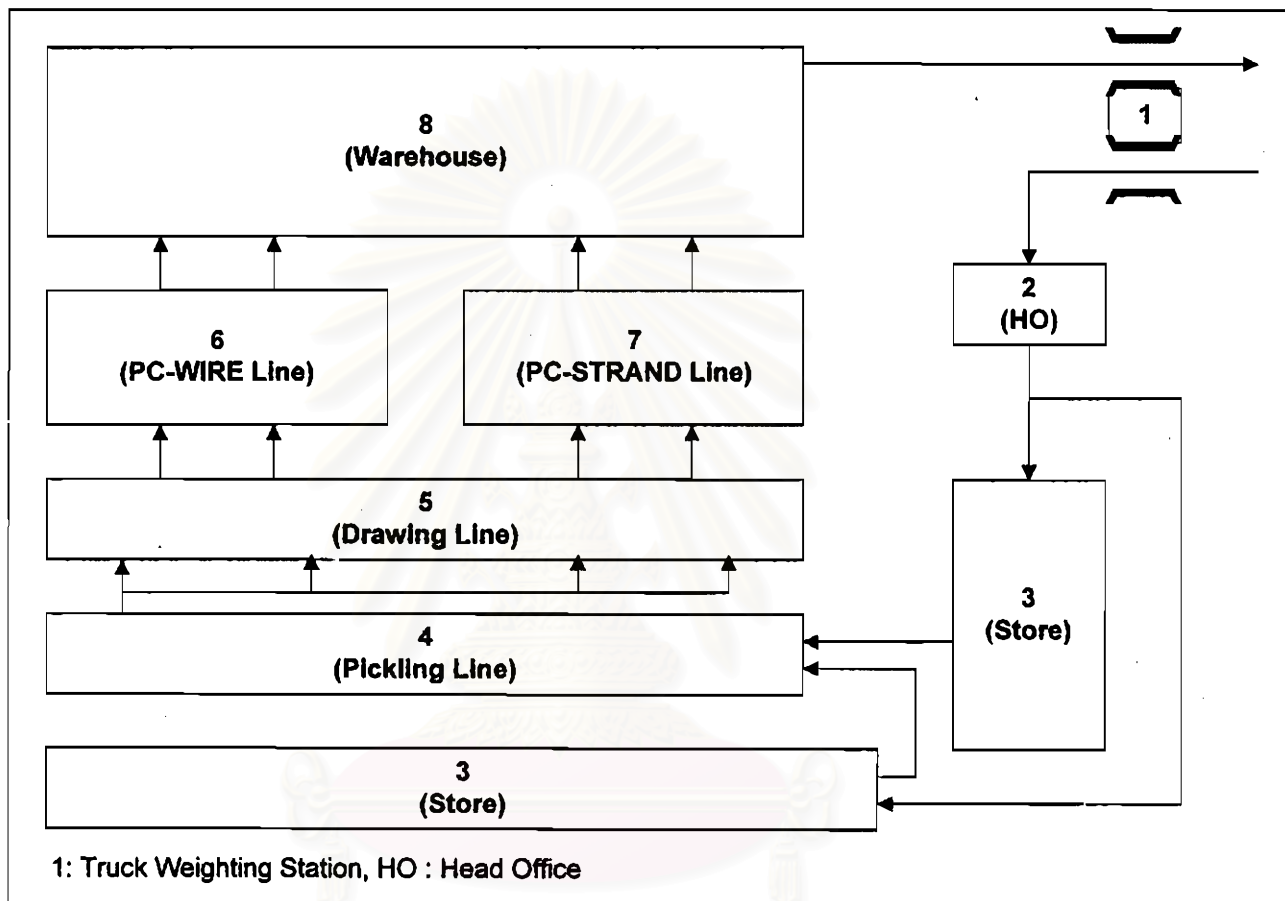 8
(Warehouse)
1
2
(HO)
6
(PC-WIRE Line)
7
(PC-STRAND Line)
5
(Drawing Line)
3
(Store)
4
(Pickling Line)
3
(Store)
1: Truck Weighting Station, HO : Head Office